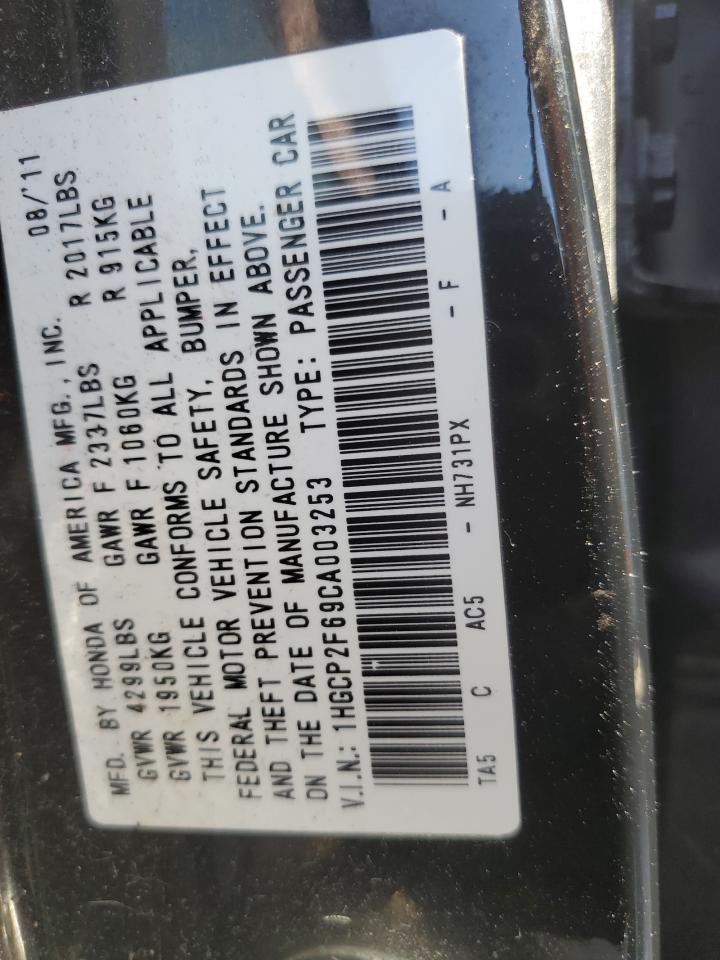 MFD. BY HONDA OF AMERICA MFG., INC. 08/'11
GVWR 4299LBS GAWR F 2337LBS R 2017LBS
GVWR 1950KG GAWR F 1060KG R 915KG
THIS VEHICLE CONFORMS TO ALL APPLICABLE
FEDERAL MOTOR VEHICLE SAFETY, BUMPER,
AND THEFT PREVENTION STANDARDS IN EFFECT
ON THE DATE OF MANUFACTURE SHOWN ABOVE.
V.I.N.: 1HGCP2F69CA003253 TYPE: PASSENGER CAR
TA5 C AC5 - NH731PX - F - A